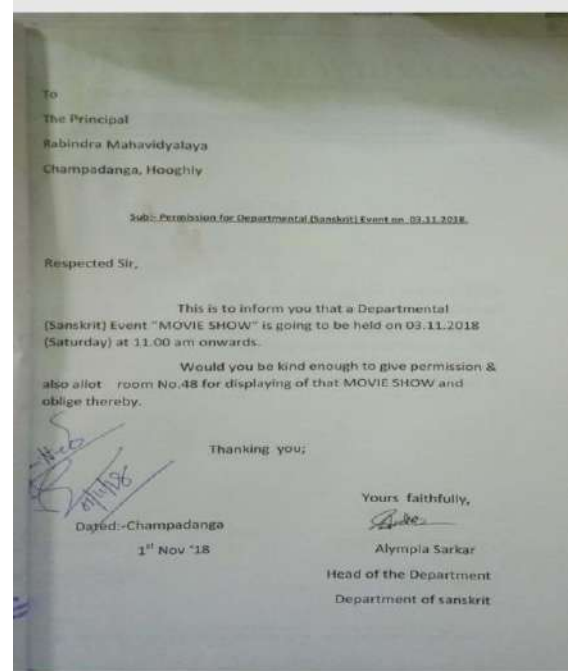 To
The Principal
Rabindra Mahavidyalaya
Champadanga, Hooghly
Sub:- Permission for Departmental (Sanskrit) Event on 03.11.2018.
Respected Sir,
This is to inform you that a Departmental
(Sanskrit) Event "MOVIE SHOW" is going to be held on 03.11.2018
(Saturday) at 11.00 am onwards.
Would you be kind enough to give permission &
also allot room No.48 for displaying of that MOVIE SHOW and
oblige thereby.
Thanking you;
Yours faithfully,
Dated:-Champadanga
1st Nov '18
Alympia Sarkar
Head of the Department
Department of sanskrit